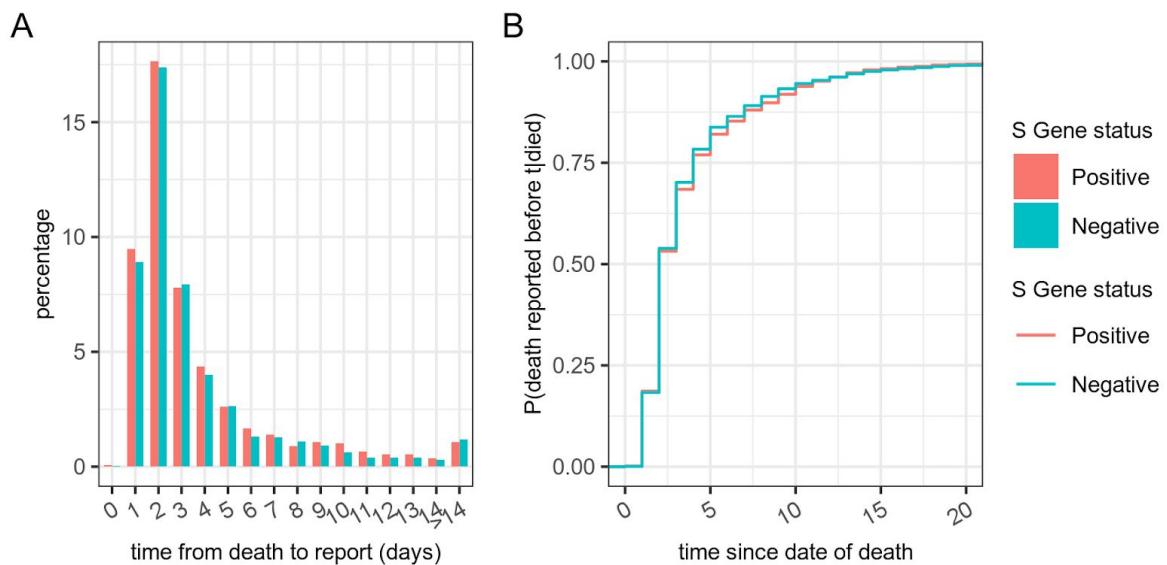 A
percentage
15
10
5
0
0 1 2 3 4 5 6 7 8 9 10 11 12 13 14 >14
time from death to report (days)
B
P(death reported before t|died)
1.00
0.75
0.50
0.25
0.00
0 5 10 15 20
time since date of death
S Gene status
Positive
Negative
S Gene status
Positive
Negative